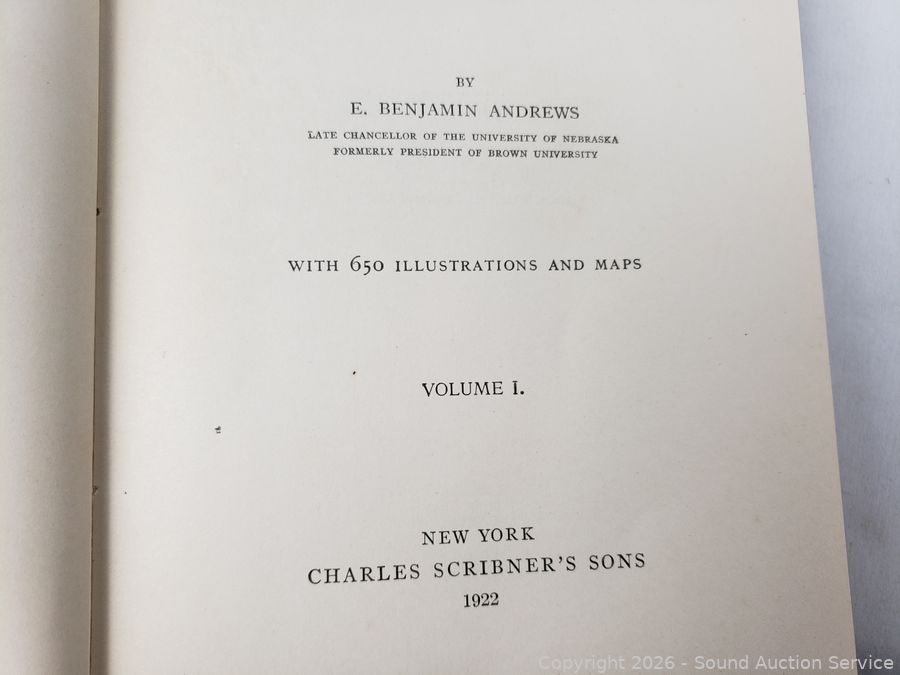 BY
E. BENJAMIN ANDREWS
LATE CHANCELLOR OF THE UNIVERSITY OF NEBRASKA
FORMERLY PRESIDENT OF BROWN UNIVERSITY
WITH 650 ILLUSTRATIONS AND MAPS
VOLUME I.
NEW YORK
CHARLES SCRIBNER'S SONS
1922
Copyright 2026 - Sound Auction Service